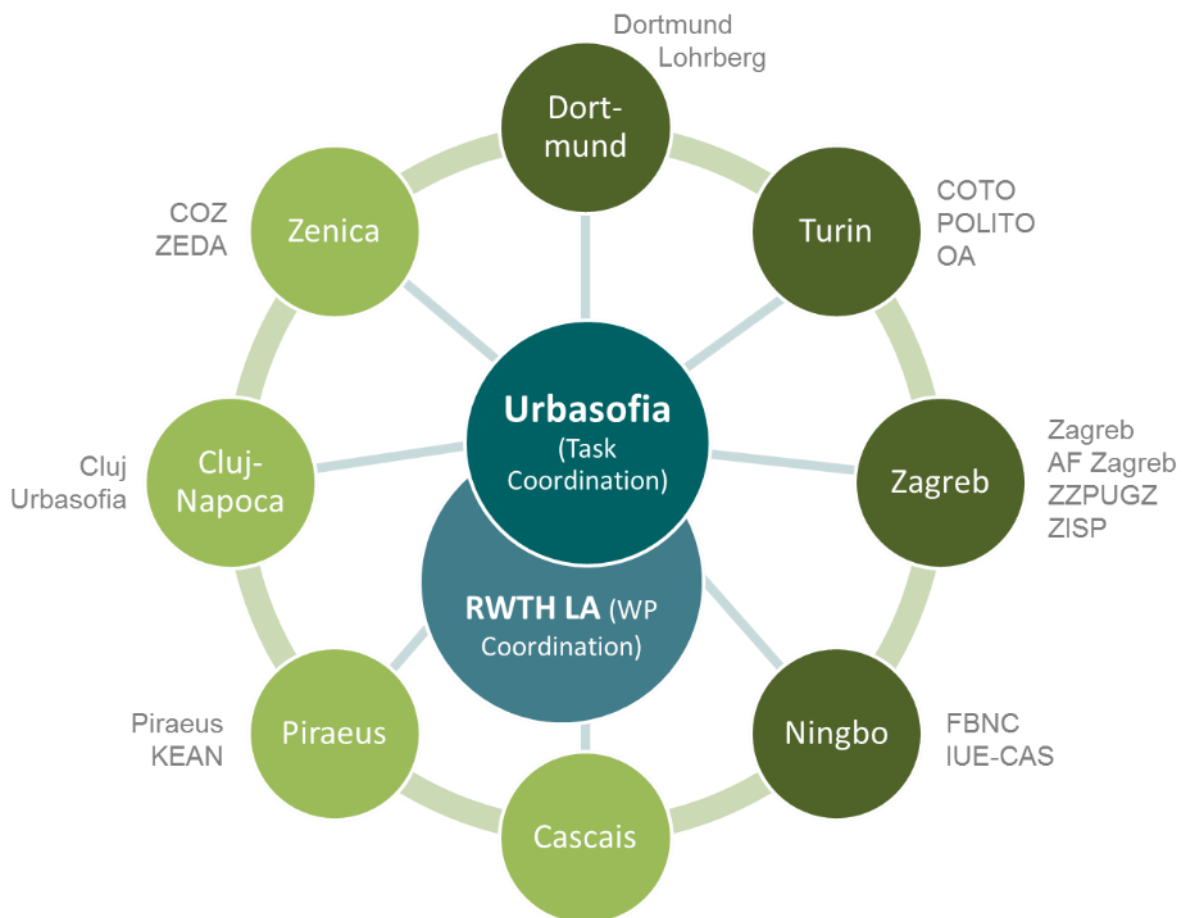 Dortmund
Lohrberg
Dort-
mund
COTO
POLITO
OA
Turin
COZ
ZEDA
Zenica
Urbasofia
(Task
Coordination)
Zagreb
AF Zagreb
ZZPUGZ
ZISP
Zagreb
Cluj
Urbasofia
Cluj-
Napoca
RWTH LA (WP
Coordination)
Piraeus
KEAN
Piraeus
Ningbo
FBNC
IUE-CAS
Cascais